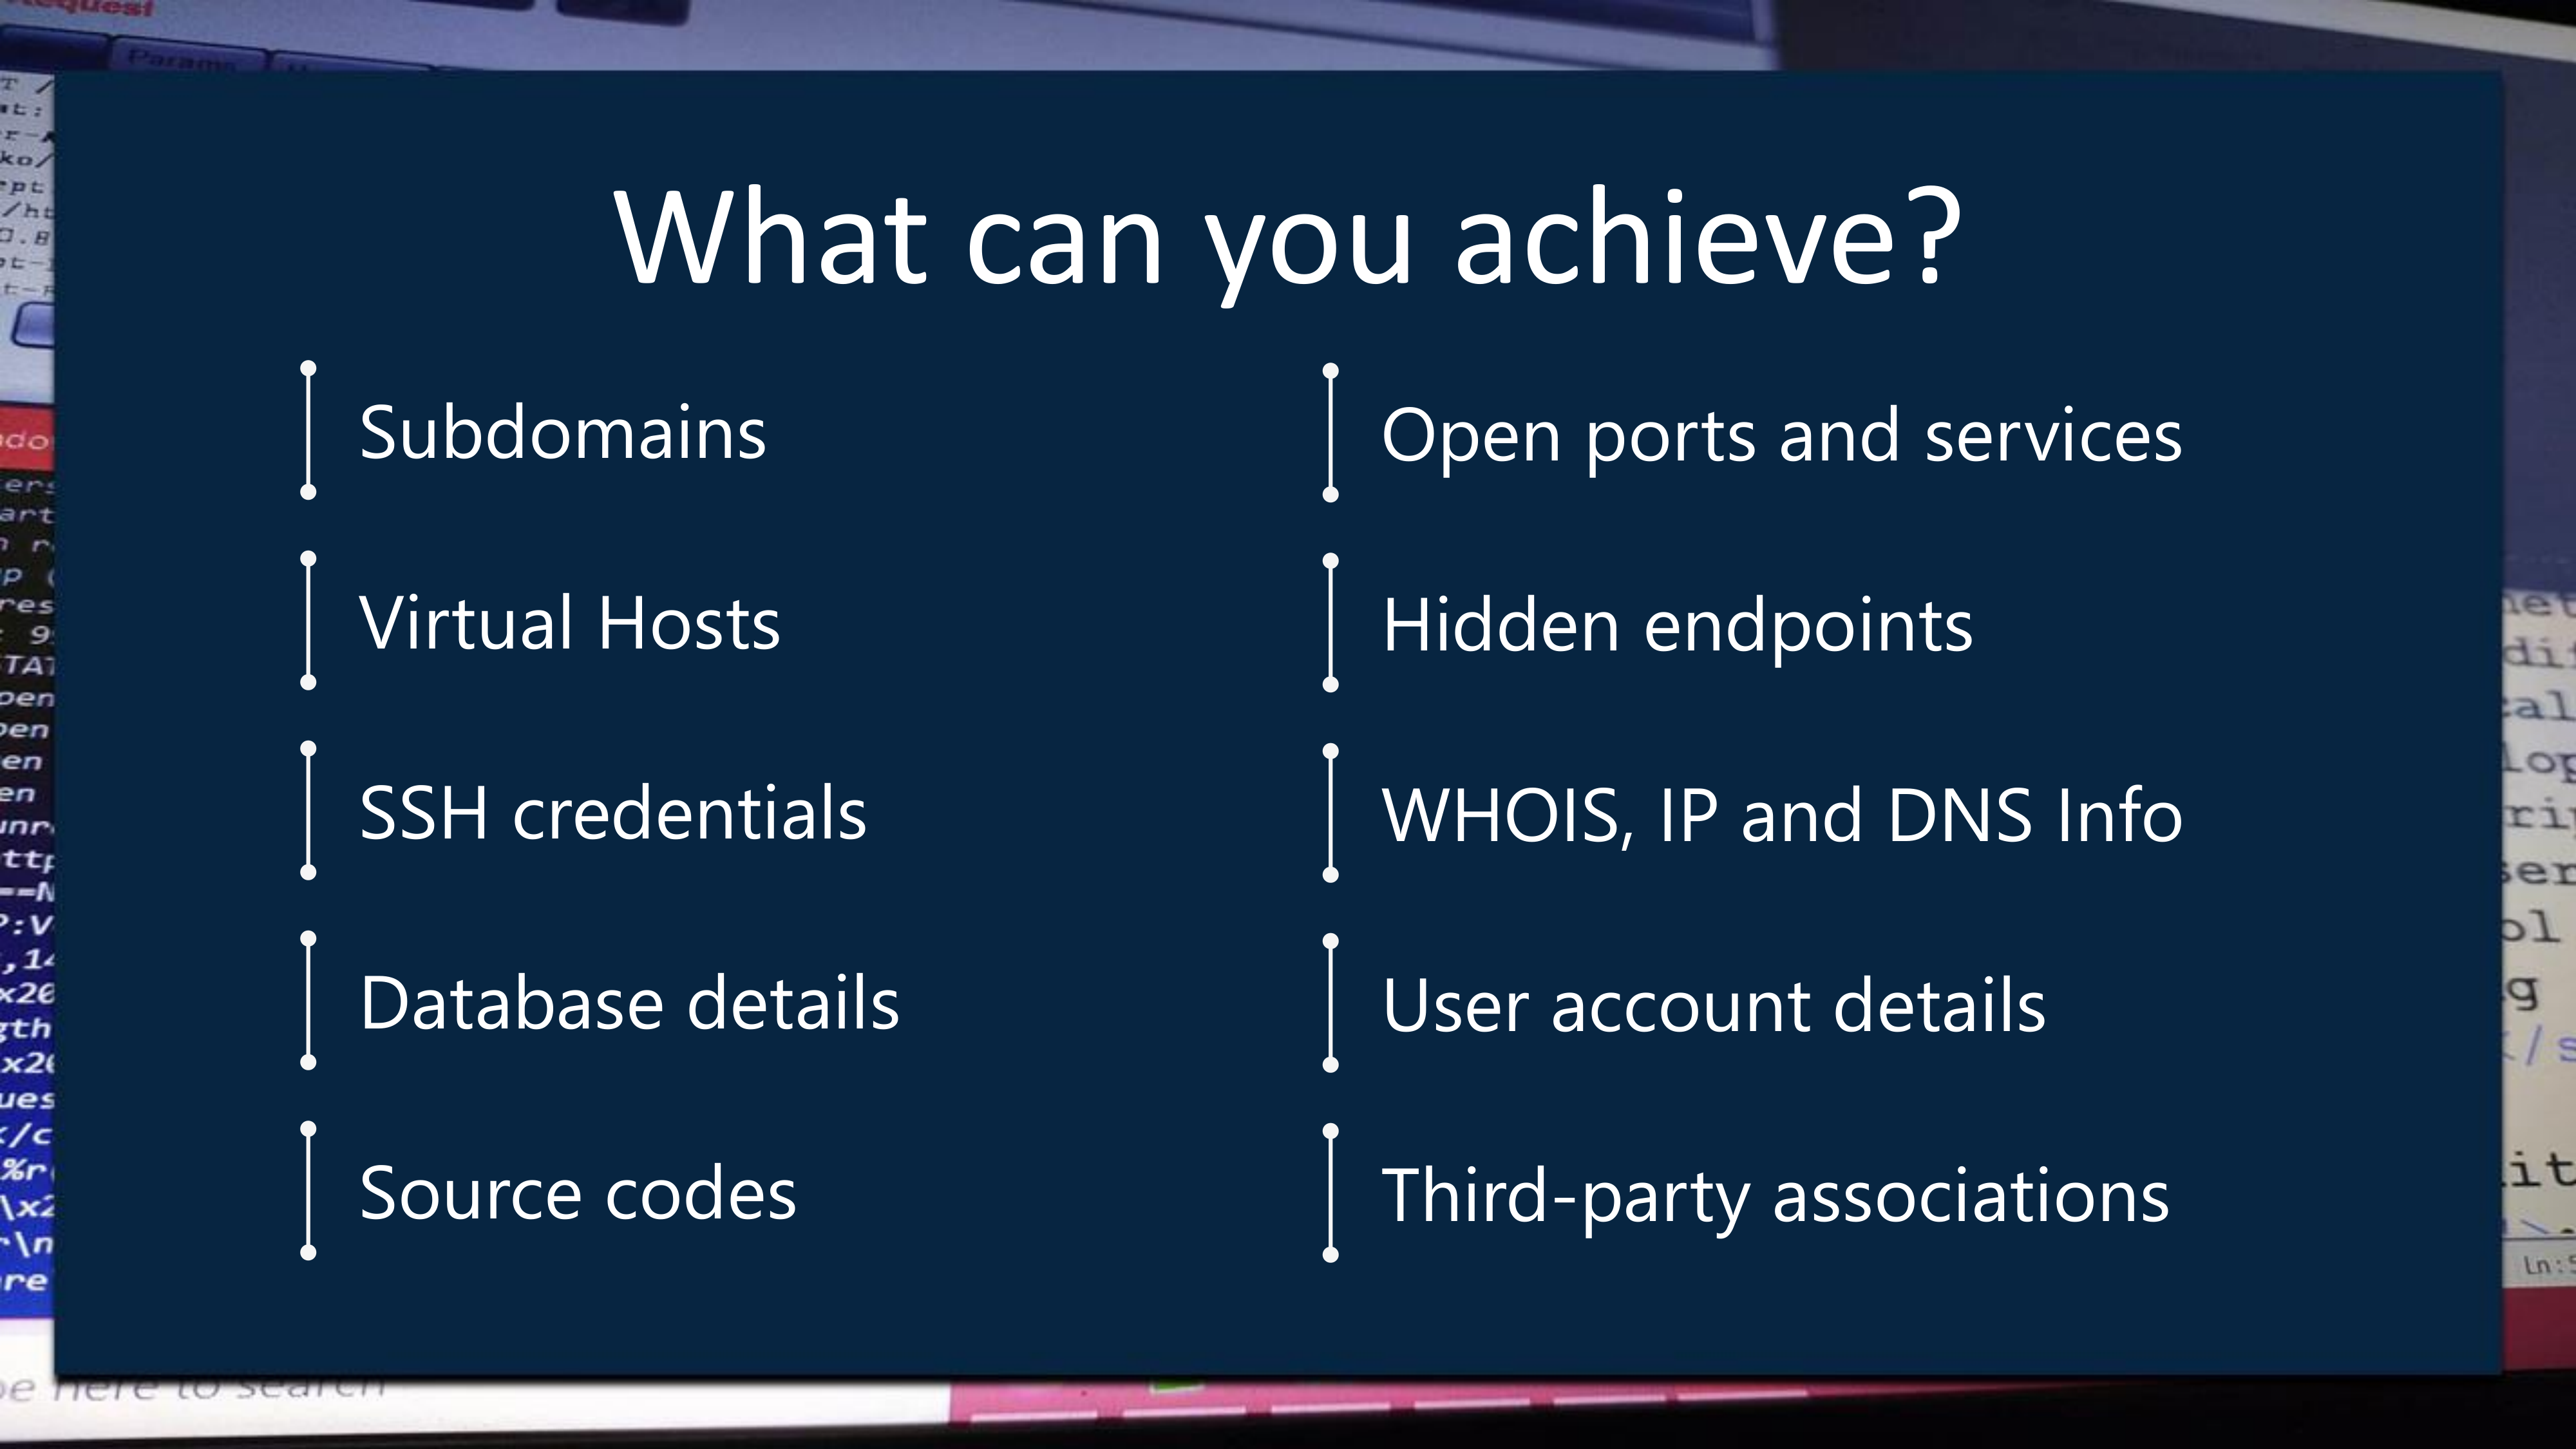 What can you achieve?
Subdomains
Virtual Hosts
SSH credentials
Database details
Source codes
Open ports and services
Hidden endpoints
WHOIS, IP and DNS Info
User account details
Third-party associations
Params